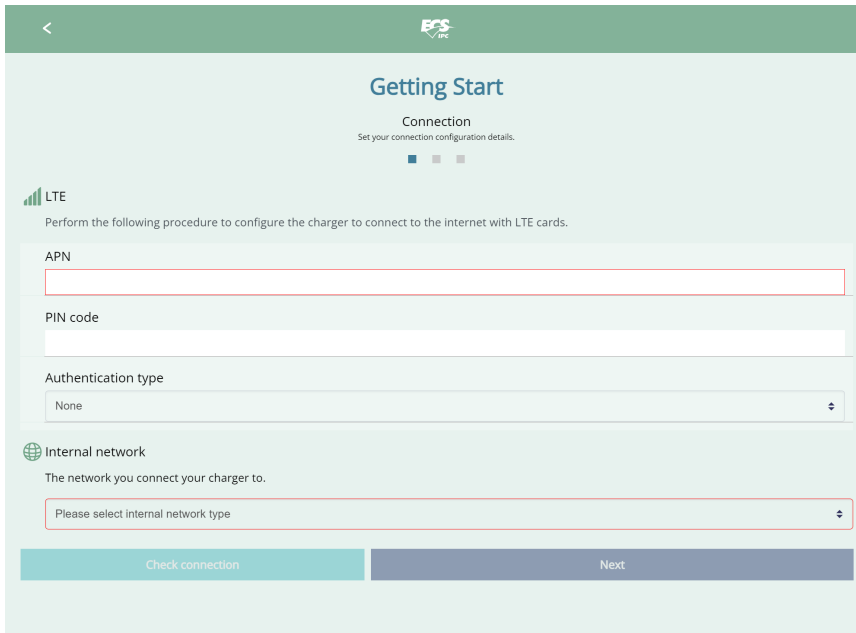 ECS
IPC
Getting Start
Connection
Set your connection configuration details.
LTE
Perform the following procedure to configure the charger to connect to the internet with LTE cards.
APN
PIN code
Authentication type
None
Internal network
The network you connect your charger to.
Please select internal network type
Check connection
Next